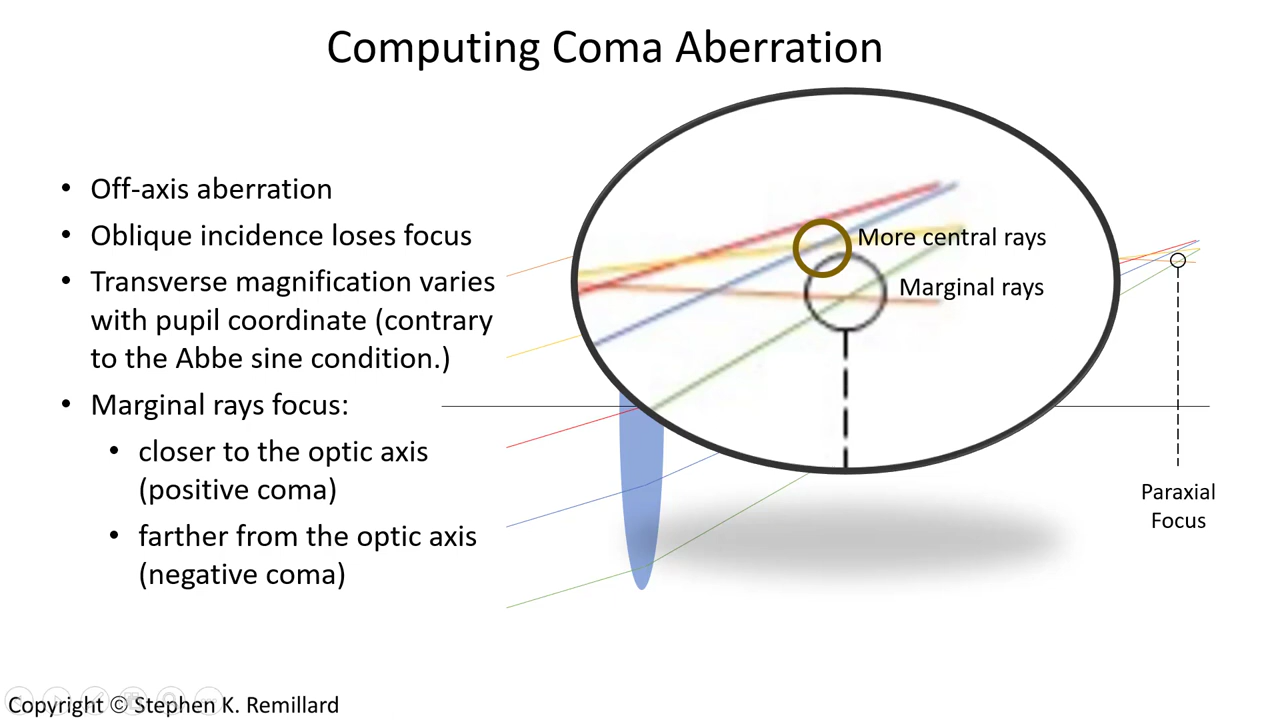 Computing Coma Aberration
• Off-axis aberration
• Oblique incidence loses focus
• Transverse magnification varies
with pupil coordinate (contrary
to the Abbe sine condition.)
• Marginal rays focus:
• closer to the optic axis
(positive coma)
• farther from the optic axis
(negative coma)
More central rays
Marginal rays
Paraxial
Focus
Copyright © Stephen K. Remillard